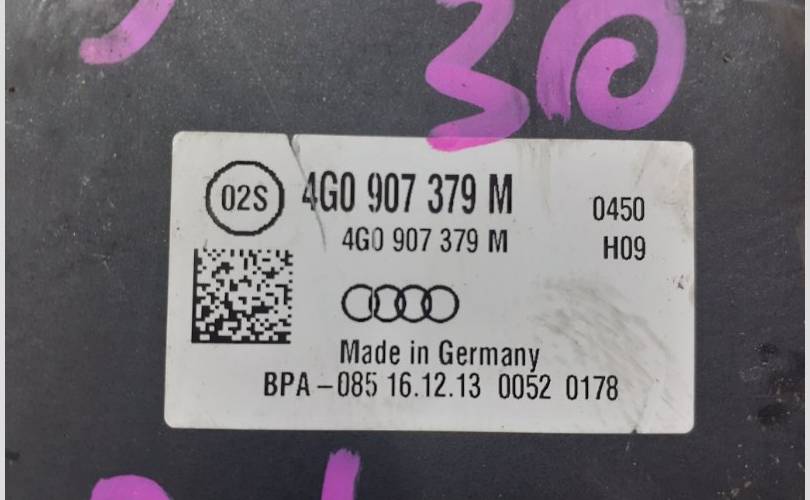 30
02S
4G0 907 379 M
0450
4G0 907 379 M
H09
Made in Germany
BPA-085 16.12.13 0052 0178